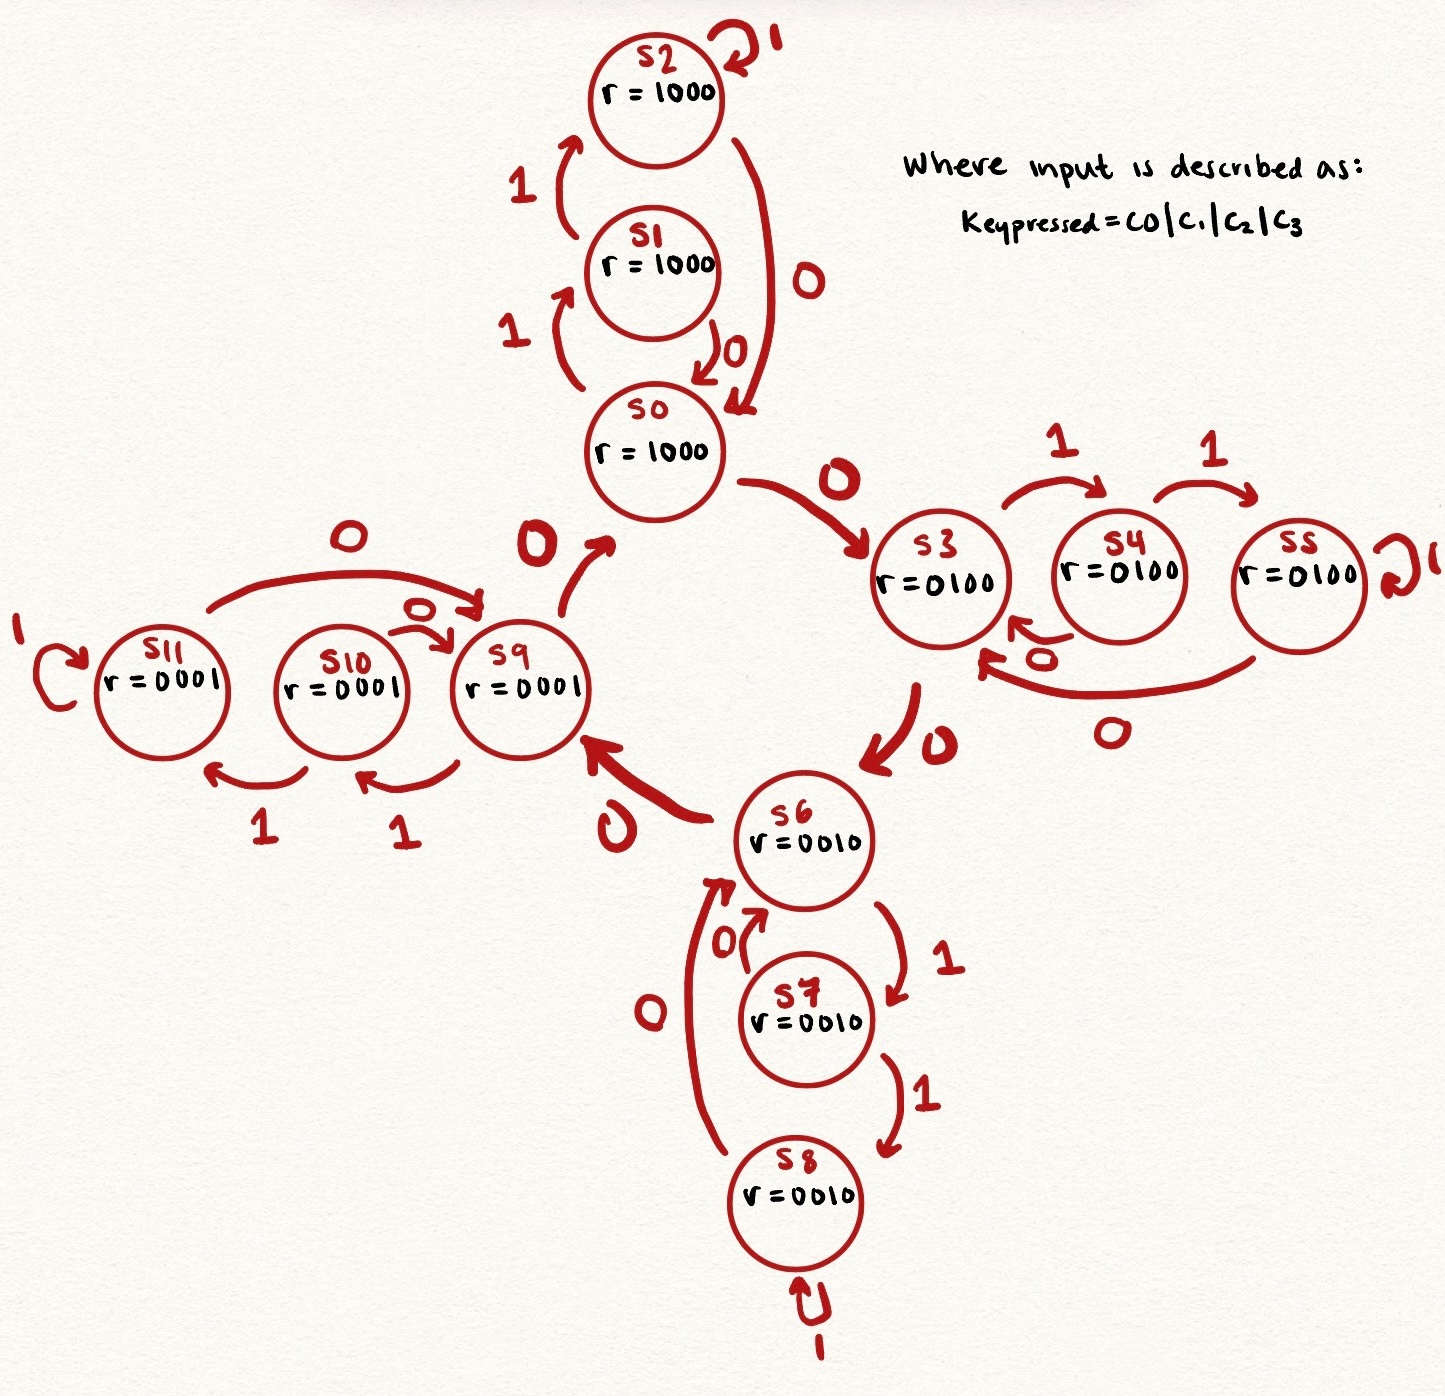 S2
r = 1000
1
1
Where input is described as:
Keypressed = C0|C1|C2|C3
S1
r = 1000
1
0
0
S0
r = 1000
0
1
1
S3
r = 0100
S4
r = 0100
S5
r = 0100
1
0
0
0
0
0
1
S11
r = 0001
S10
r = 0001
S9
r = 0001
1
1
0
0
S6
r = 0010
0
1
S7
r = 0010
0
1
S8
r = 0010
1